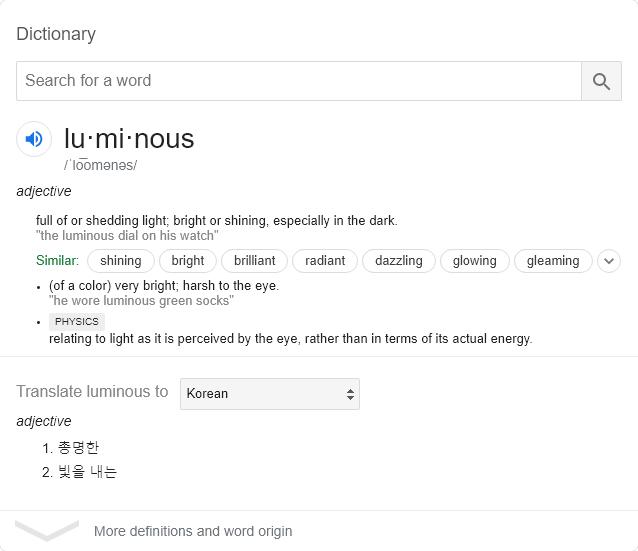 Dictionary
Search for a word
lu·mi·nous
/ˈlo͞omənəs/
adjective
full of or shedding light; bright or shining, especially in the dark.
"the luminous dial on his watch"
Similar: shining bright brilliant radiant dazzling glowing gleaming
• (of a color) very bright; harsh to the eye.
"he wore luminous green socks"
• PHYSICS
relating to light as it is perceived by the eye, rather than in terms of its actual energy.
Translate luminous to Korean
adjective
1. 총명한
2. 빛을 내는
More definitions and word origin